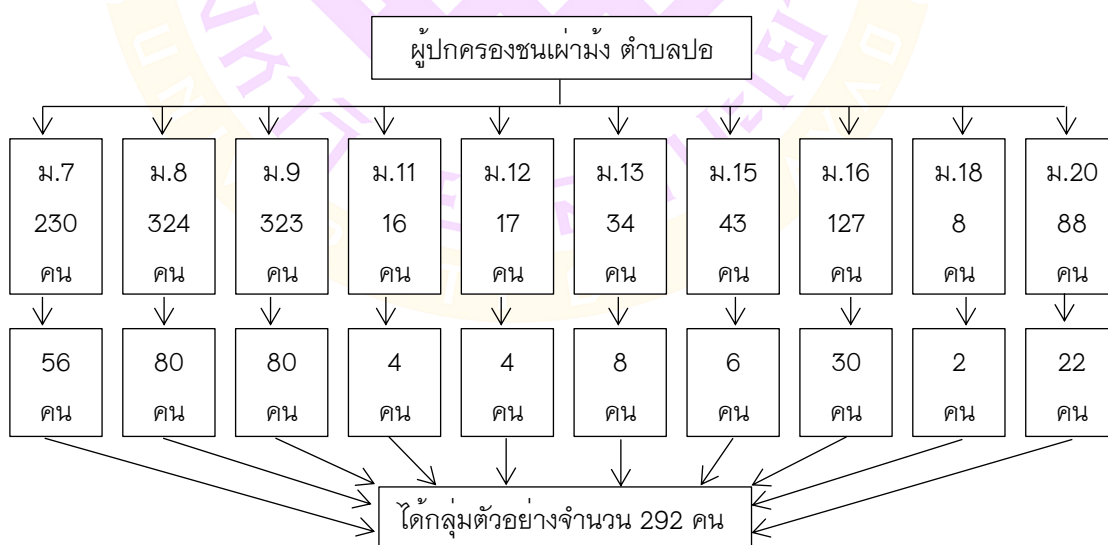 ผู้ปกครองชนเผ่าม้ง ตำบลปอ
ม.7
230
คน
ม.8
324
คน
ม.9
323
คน
ม.11
16
คน
ม.12
17
คน
ม.13
34
คน
ม.15
43
คน
ม.16
127
คน
ม.18
8
คน
ม.20
88
คน
56
คน
80
คน
80
คน
4
คน
4
คน
8
คน
6
คน
30
คน
2
คน
22
คน
ได้กลุ่มตัวอย่างจำนวน 292 คน